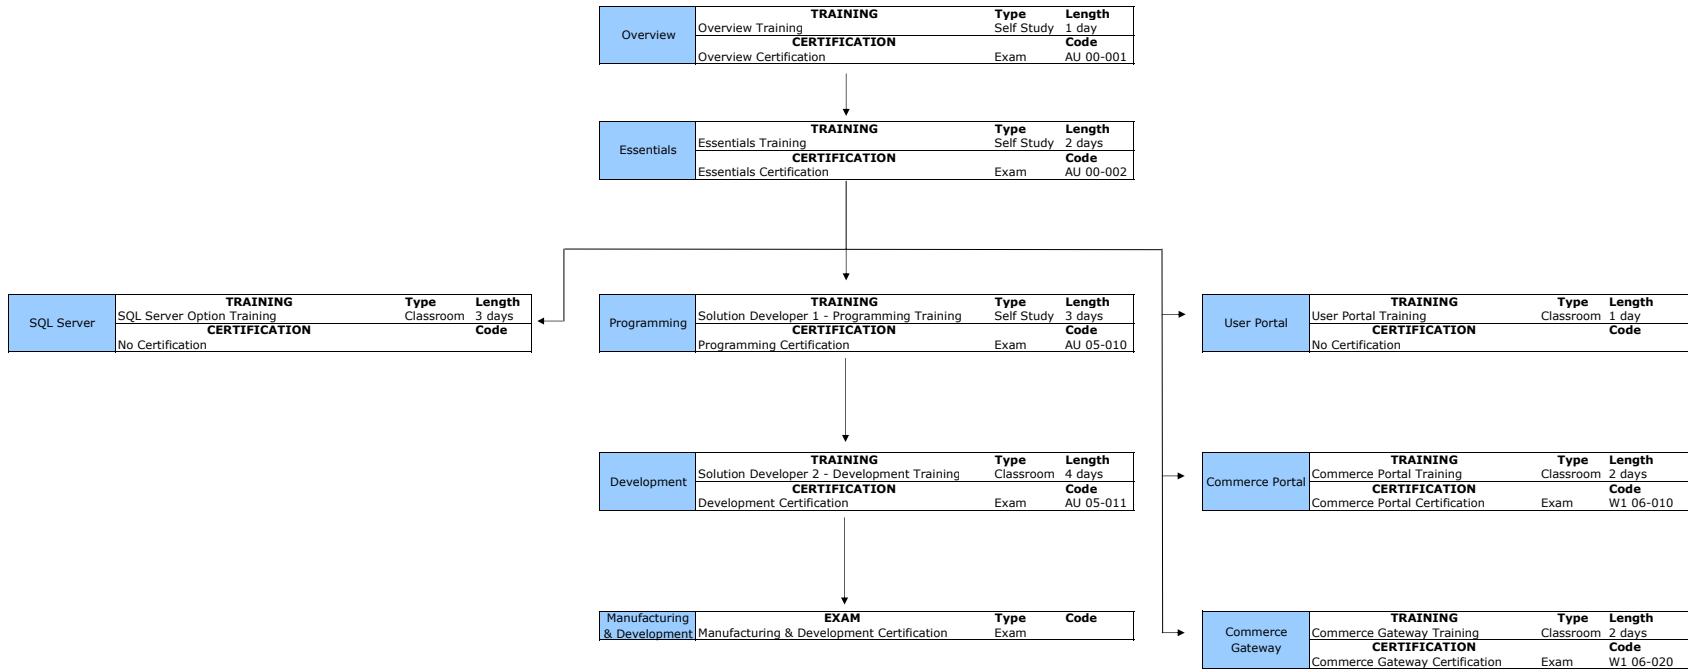 TRAINING Type Length
Overview
Overview Training Self Study 1 day
CERTIFICATION Code
Overview Certification Exam AU 00-001
TRAINING Type Length
Essentials
Essentials Training Self Study 2 days
CERTIFICATION Code
Essentials Certification Exam AU 00-002
TRAINING Type Length
SQL Server
SQL Server Option Training Classroom 3 days
CERTIFICATION Code
No Certification
TRAINING Type Length
Programming
Solution Developer 1 - Programming Training Self Study 3 days
CERTIFICATION Code
Programming Certification Exam AU 05-010
TRAINING Type Length
User Portal
User Portal Training Classroom 1 day
CERTIFICATION Code
No Certification
TRAINING Type Length
Development
Solution Developer 2 - Development Training Classroom 4 days
CERTIFICATION Code
Development Certification Exam AU 05-011
TRAINING Type Length
Commerce Portal
Commerce Portal Training Classroom 2 days
CERTIFICATION Code
Commerce Portal Certification Exam W1 06-010
Manufacturing
& Development
EXAM Type Code
Manufacturing & Development Certification Exam
TRAINING Type Length
Commerce
Gateway
Commerce Gateway Training Classroom 2 days
CERTIFICATION Code
Commerce Gateway Certification Exam W1 06-020